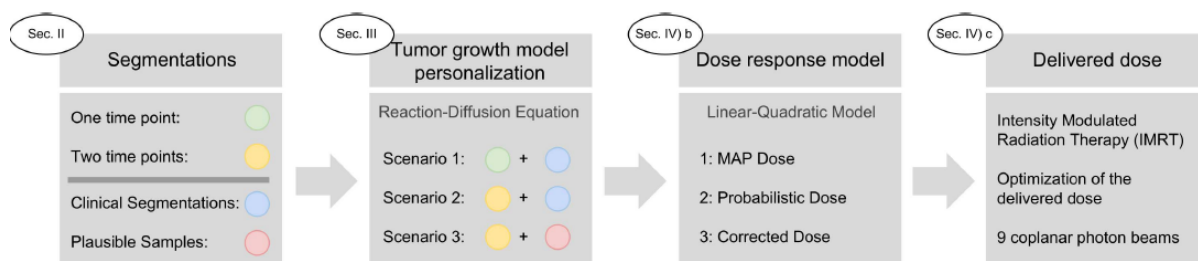 Sec. II
Segmentations
One time point:
Two time points:
Clinical Segmentations:
Plausible Samples:
Sec. III
Tumor growth model
personalization
Reaction-Diffusion Equation
Scenario 1: +
Scenario 2: +
Scenario 3: +
Sec. IV) b
Dose response model
Linear-Quadratic Model
1: MAP Dose
2: Probabilistic Dose
3: Corrected Dose
Sec. IV) c
Delivered dose
Intensity Modulated
Radiation Therapy (IMRT)
Optimization of the
delivered dose
9 coplanar photon beams